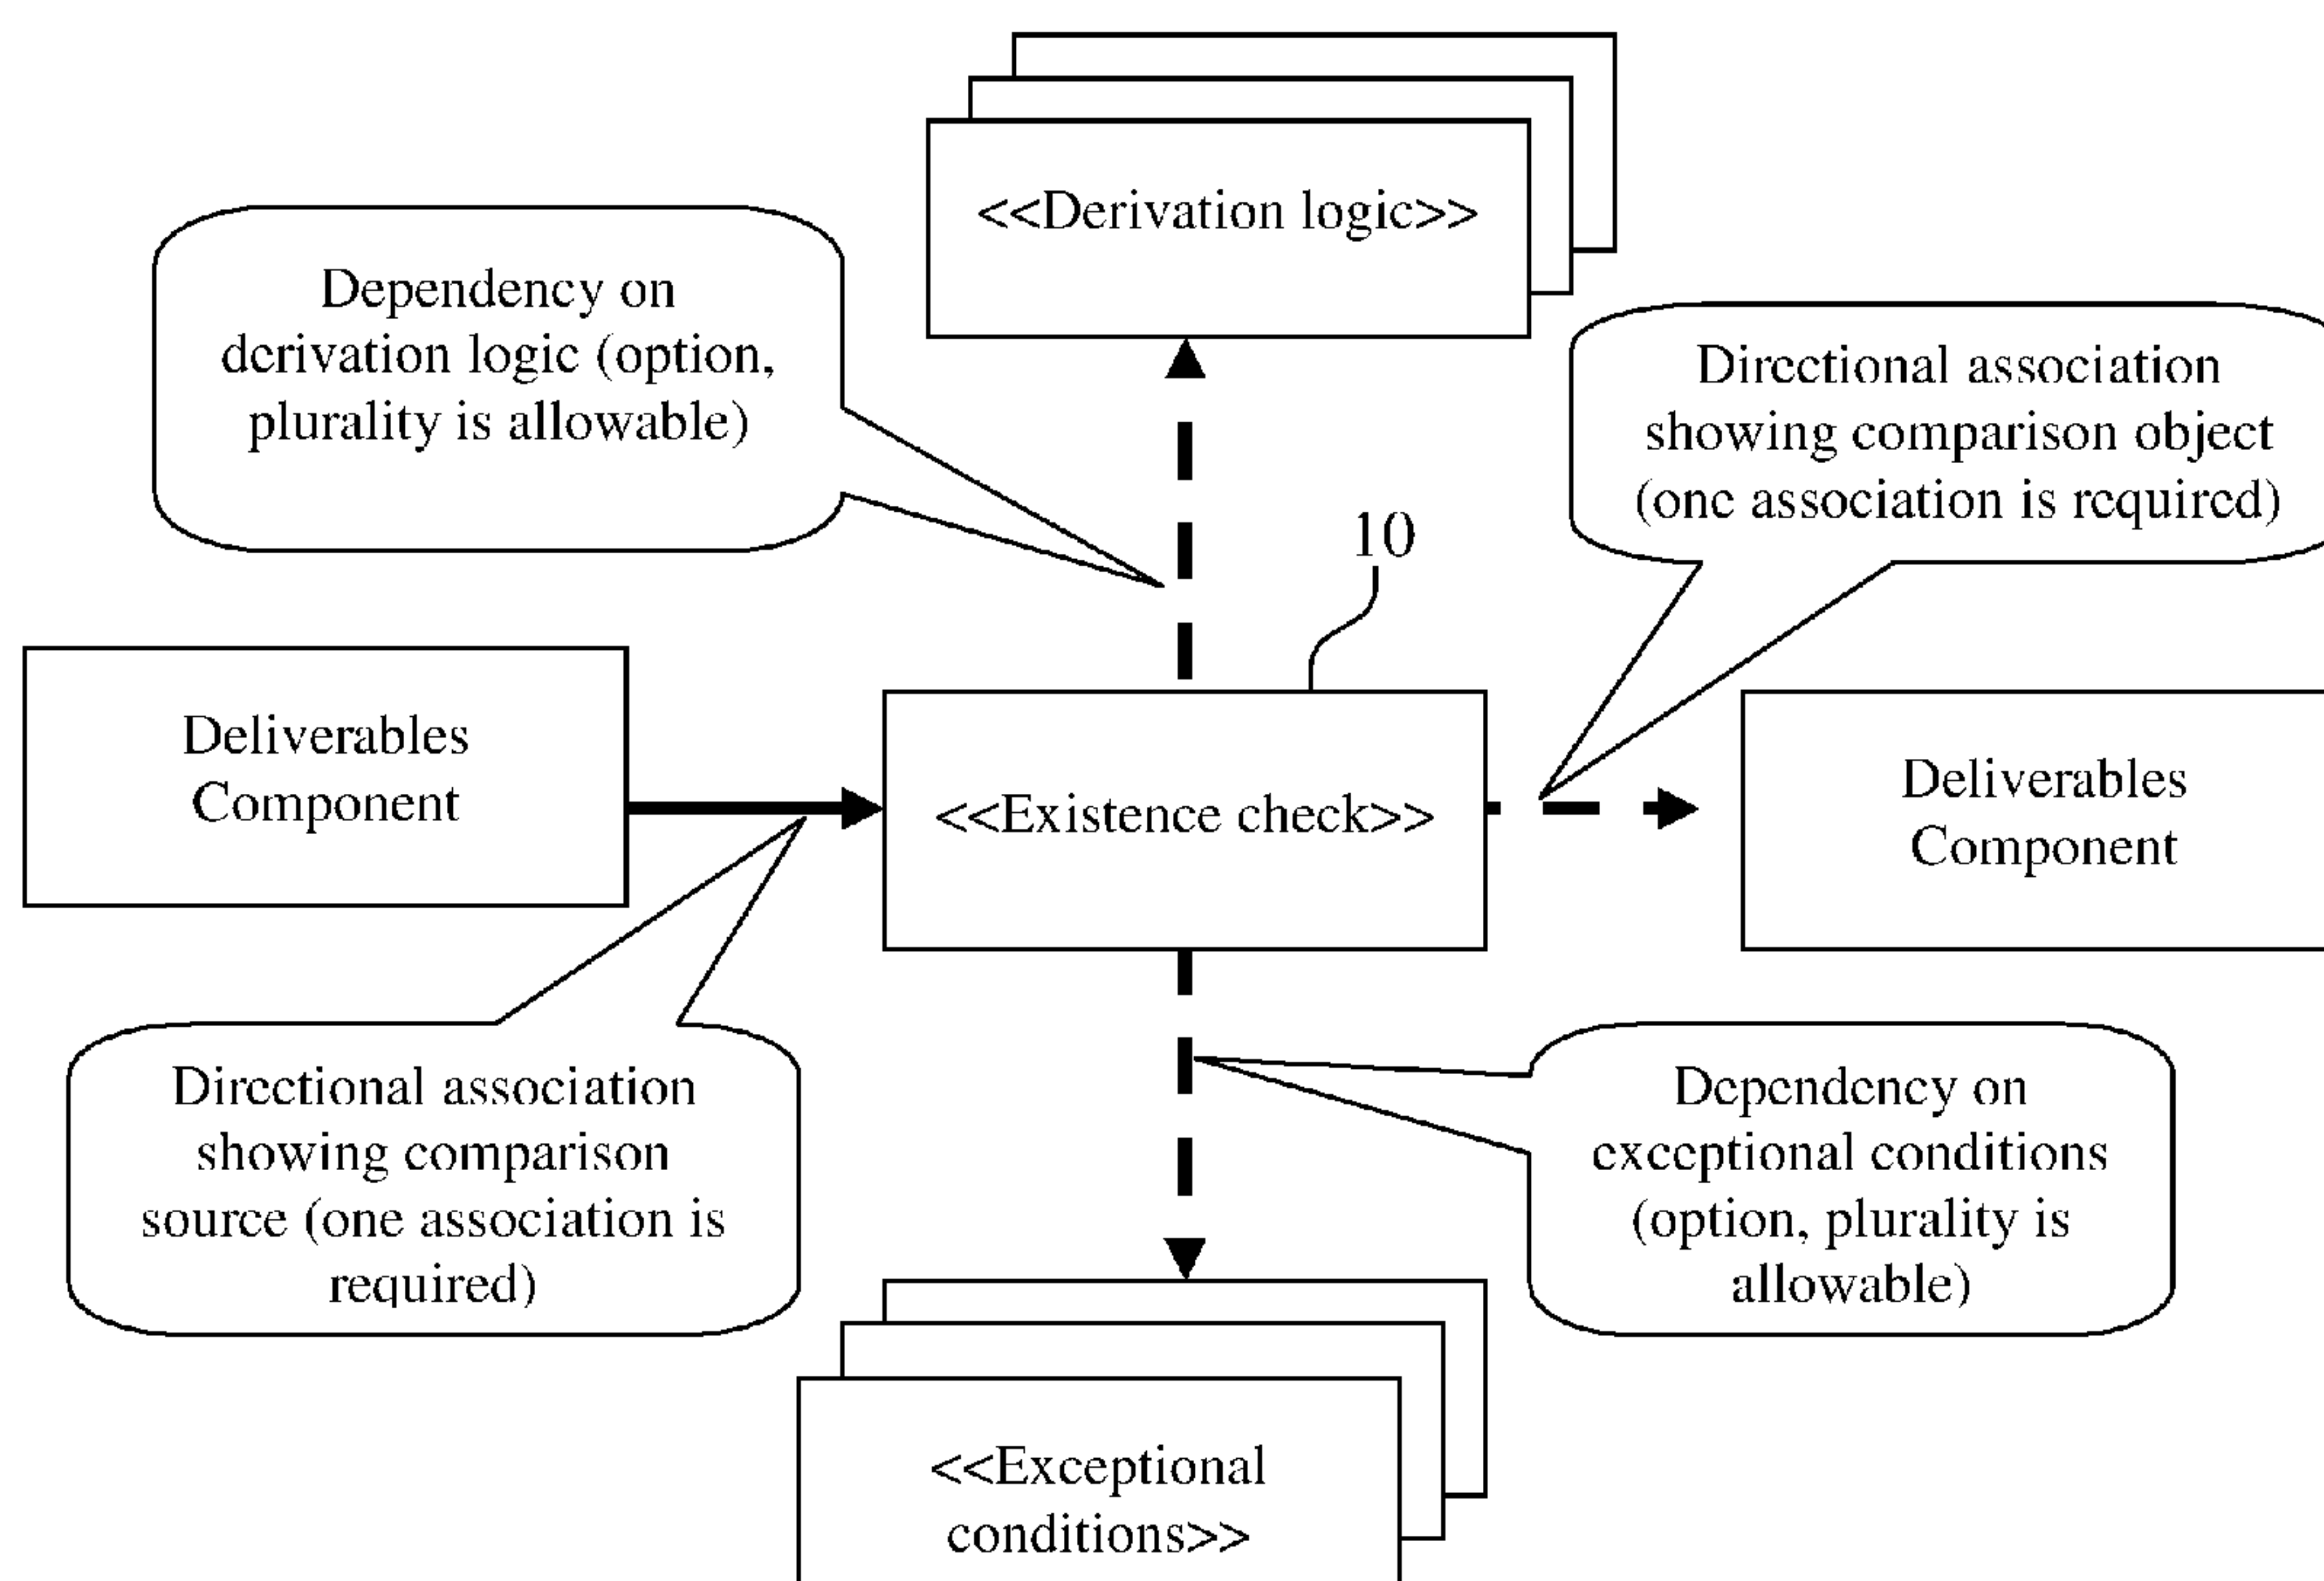 <<Derivation logic>>
Dependency on
derivation logic (option,
plurality is allowable)
Directional association
showing comparison object
(one association is required)
10
Deliverables
Component
<<Existence check>>
Deliverables
Component
Directional association
showing comparison
source (one association is
required)
Dependency on
exceptional conditions
(option, plurality is
allowable)
<<Exceptional
conditions>>